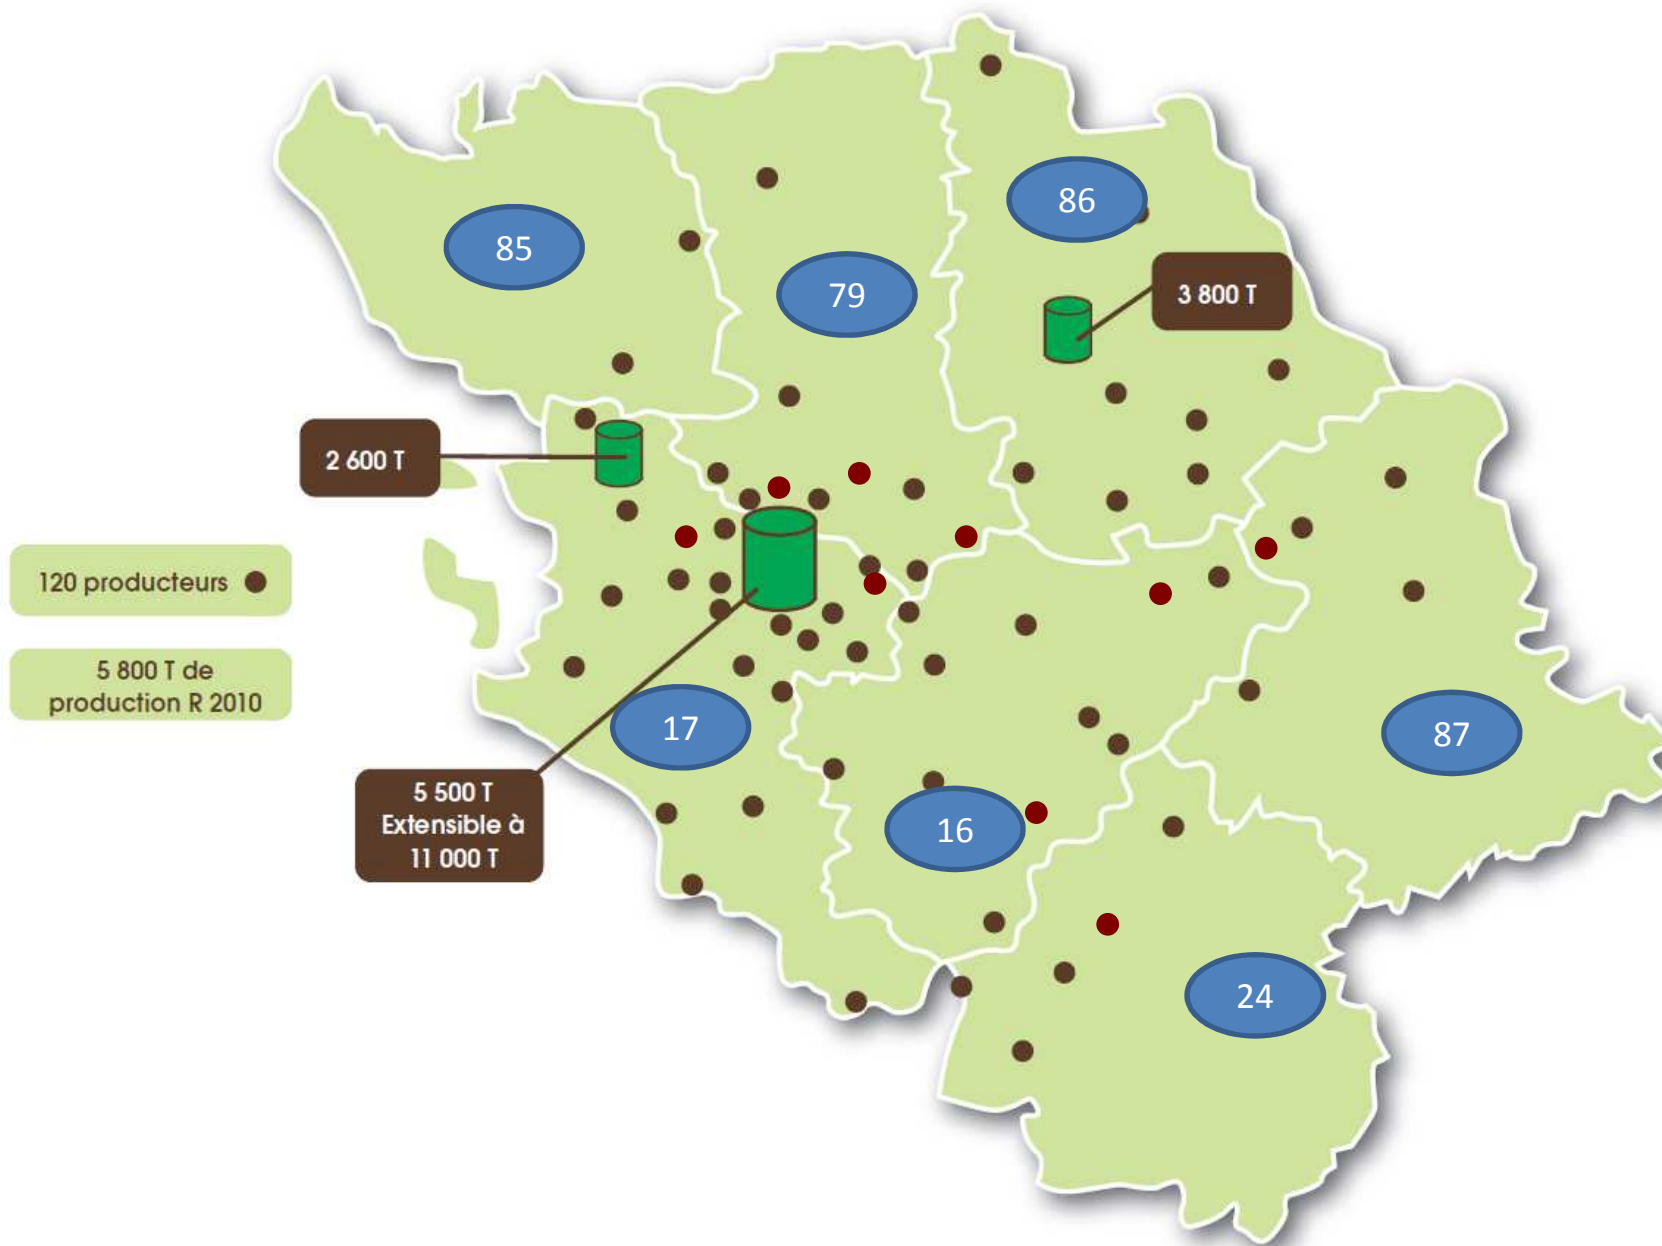 86
85
79
3 800 T
2 600 T
120 producteurs
5 800 T de
production R 2010
17
87
5 500 T
Extensible à
11 000 T
16
24